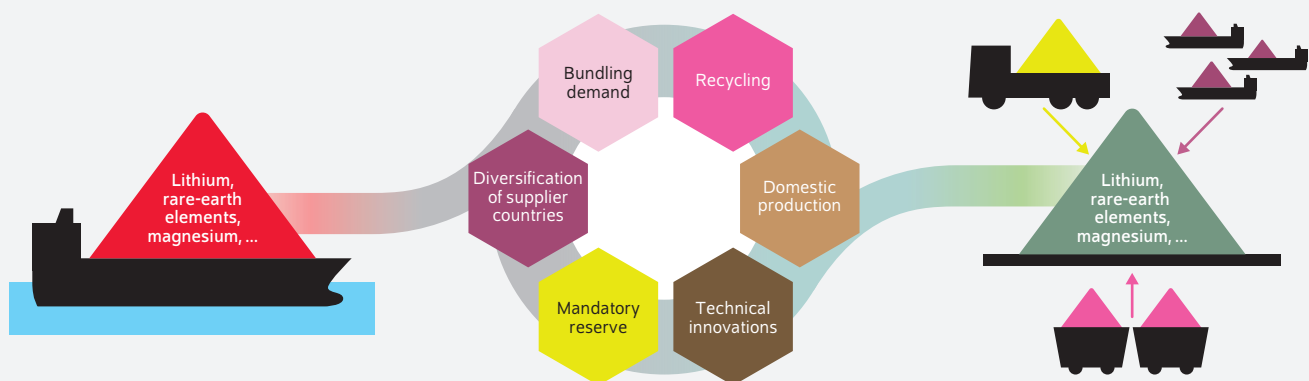 Lithium,
rare-earth
elements,
magnesium, ...
Bundling
demand
Recycling
Diversification
of supplier
countries
Domestic
production
Mandatory
reserve
Technical
innovations
Lithium,
rare-earth
elements,
magnesium, ...